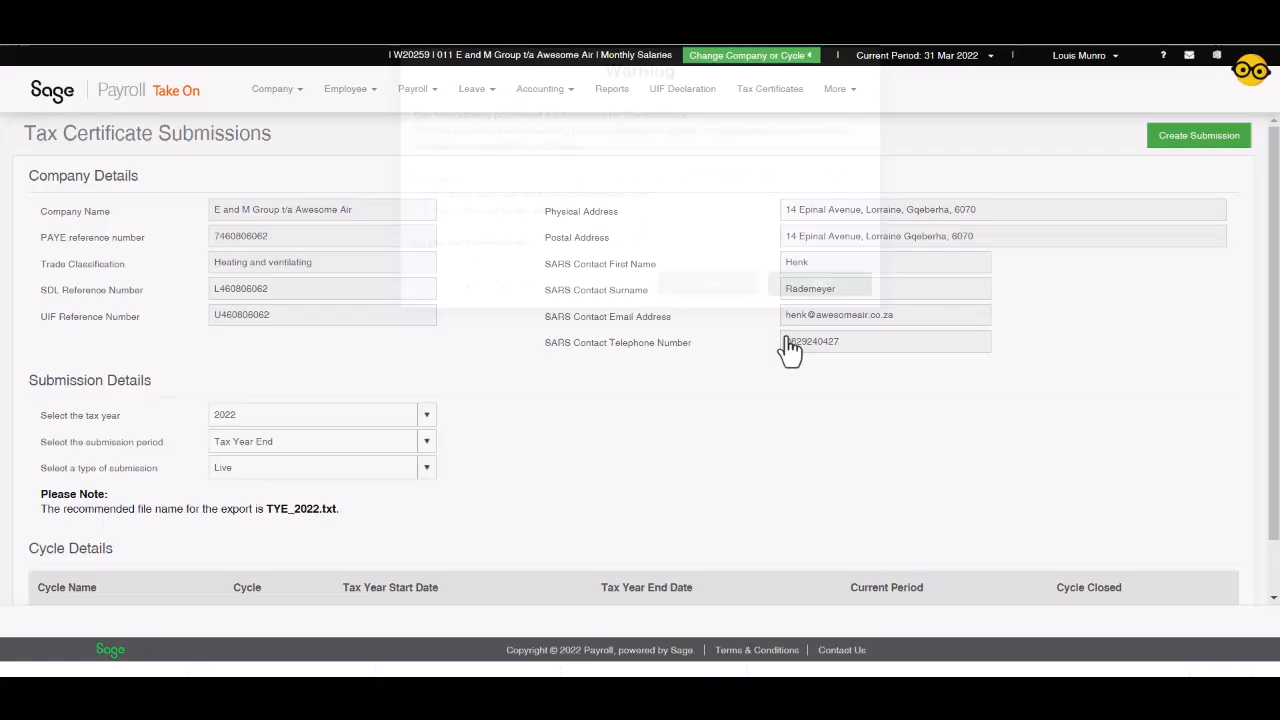 | W20259 | 011 E and M Group t/a Awesome Air | Monthly Salaries
Change Company or Cycle
Current Period: 31 Mar 2022
Louis Munro
?
Sage
Payroll Take On
Company
Employee
Payroll
Leave
Accounting
Reports
UIF Declaration
Tax Certificates
More
Warning
Tax Certificate Submissions
Create Submission
Company Details
Company Name
E and M Group t/a Awesome Air
Physical Address
14 Epinal Avenue, Lorraine, Gqeberha, 6070
PAYE reference number
7460806062
Postal Address
14 Epinal Avenue, Lorraine Gqeberha, 6070
Trade Classification
Heating and ventilating
SARS Contact First Name
Henk
SDL Reference Number
L460806062
SARS Contact Surname
Rademeyer
UIF Reference Number
U460806062
SARS Contact Email Address
henk@awesomeair.co.za
SARS Contact Telephone Number
829240427
Submission Details
Select the tax year
2022
Select the submission period
Tax Year End
Select a type of submission
Live
Please Note:
The recommended file name for the export is TYE_2022.txt.
Cycle Details
Cycle Name
Cycle
Tax Year Start Date
Tax Year End Date
Current Period
Cycle Closed
Sage
Copyright © 2022 Payroll, powered by Sage. | Terms & Conditions | Contact Us